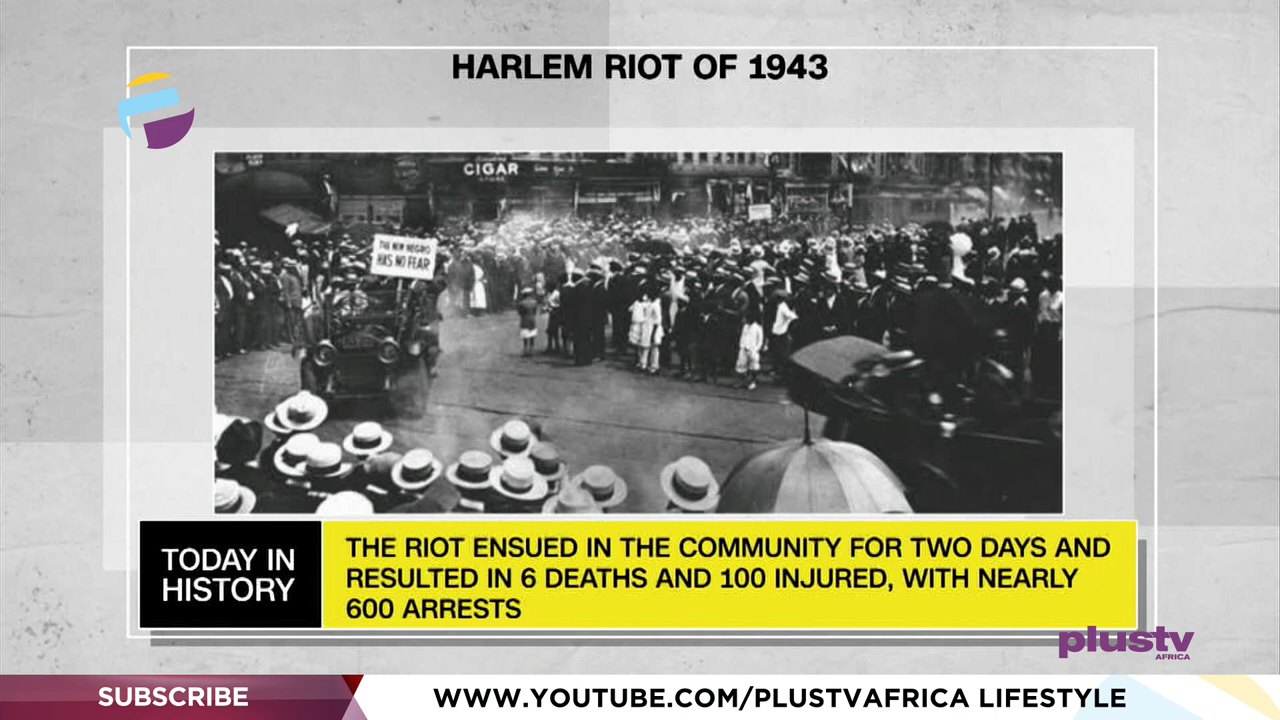 HARLEM RIOT OF 1943
CIGAR
THE NEW NEGRO
HAS NO FEAR
TODAY IN
HISTORY
THE RIOT ENSUED IN THE COMMUNITY FOR TWO DAYS AND
RESULTED IN 6 DEATHS AND 100 INJURED, WITH NEARLY
600 ARRESTS
plustv
AFRICA
SUBSCRIBE
WWW.YOUTUBE.COM/PLUSTVAFRICA LIFESTYLE